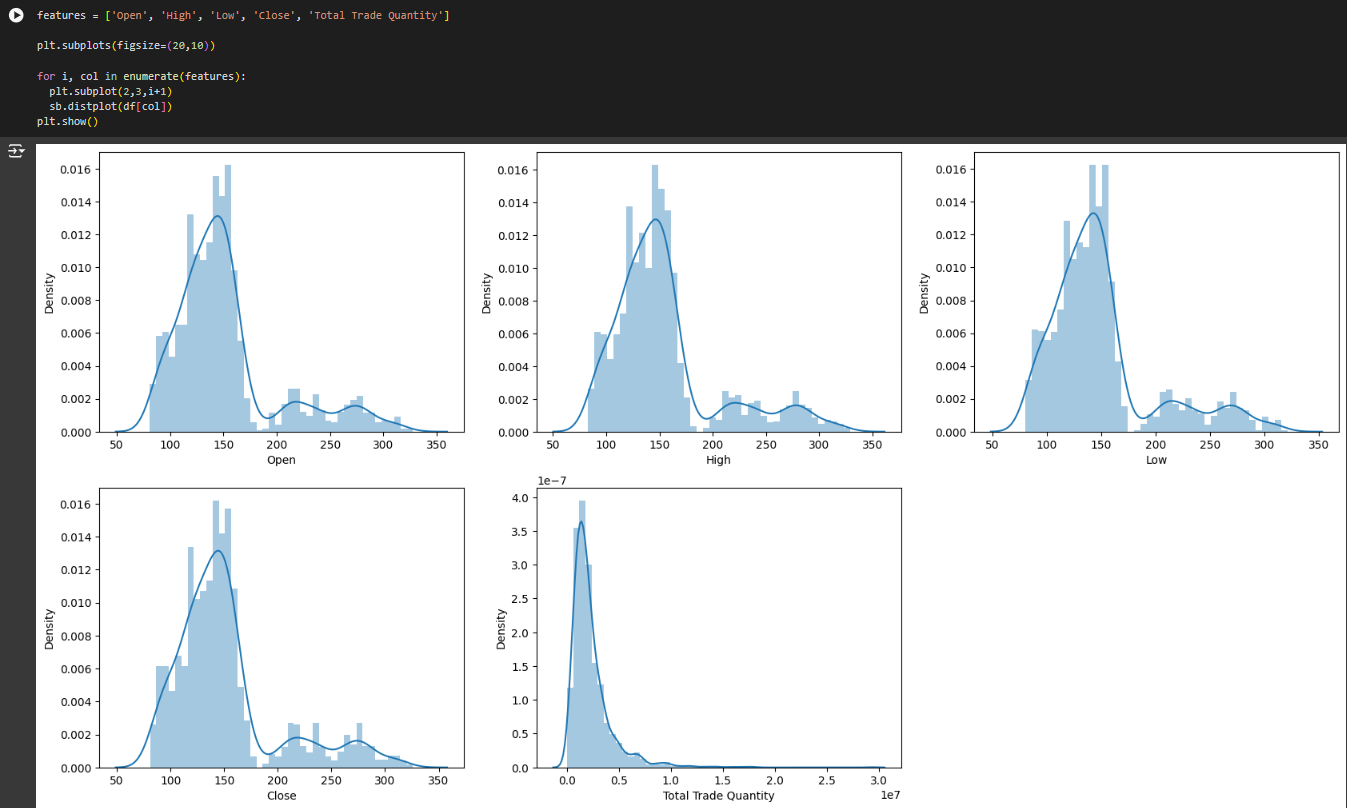 features = ['Open', 'High', 'Low', 'Close', 'Total Trade Quantity']
plt.subplots(figsize=(20,10))
for i, col in enumerate(features):
  plt.subplot(2,3,i+1)
  sb.distplot(df[col])
plt.show()
0.016
0.014
0.012
0.010
0.008
0.006
0.004
0.002
0.000
Density
50 100 150 200 250 300 350
Open
0.016
0.014
0.012
0.010
0.008
0.006
0.004
0.002
0.000
Density
50 100 150 200 250 300 350
High
0.016
0.014
0.012
0.010
0.008
0.006
0.004
0.002
0.000
Density
50 100 150 200 250 300 350
Low
0.016
0.014
0.012
0.010
0.008
0.006
0.004
0.002
0.000
Density
50 100 150 200 250 300 350
Close
1e−7
4.0
3.5
3.0
2.5
2.0
1.5
1.0
0.5
0.0
Density
0.0 0.5 1.0 1.5 2.0 2.5 3.0
Total Trade Quantity
1e7